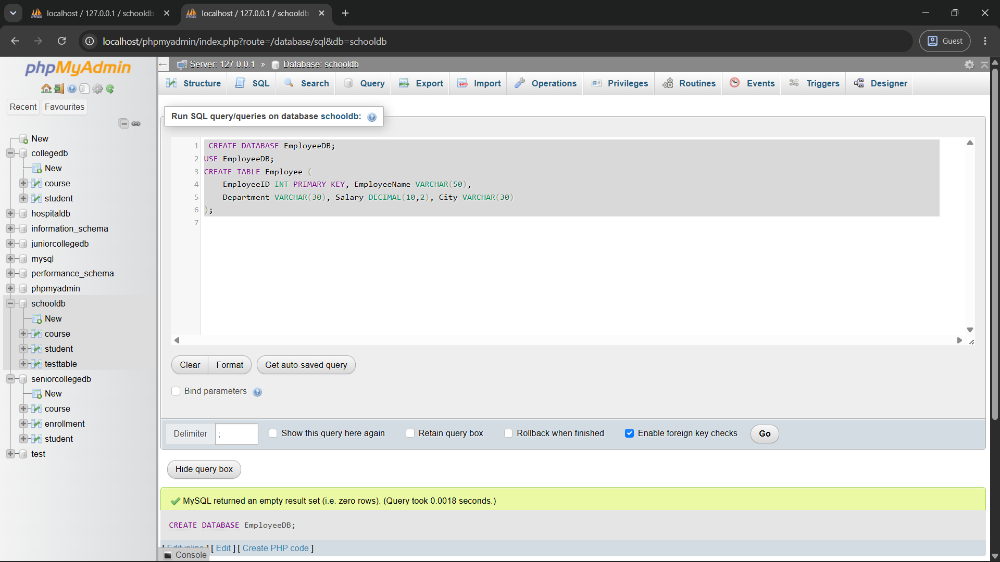 localhost / 127.0.0.1 / schooldb
localhost / 127.0.0.1 / schooldb
localhost/phpmyadmin/index.php?route=/database/sql&db=schooldb
Guest
phpMyAdmin
Recent
Favourites
New
collegedb
New
course
student
hospitaldb
information_schema
juniorcollegedb
mysql
performance_schema
phpmyadmin
schooldb
New
course
student
testtable
seniorcollegedb
New
course
enrollment
student
test
Server: 127.0.0.1 » Database: schooldb
Structure SQL Search Query Export Import Operations Privileges Routines Events Triggers Designer
Run SQL query/queries on database schooldb:
1 CREATE DATABASE EmployeeDB;
2 USE EmployeeDB;
3 CREATE TABLE Employee (
4 EmployeeID INT PRIMARY KEY, EmployeeName VARCHAR(50),
5 Department VARCHAR(30), Salary DECIMAL(10,2), City VARCHAR(30)
6 );
7
Clear Format Get auto-saved query
Bind parameters
Delimiter ; Show this query here again Retain query box Rollback when finished Enable foreign key checks Go
Hide query box
MySQL returned an empty result set (i.e. zero rows). (Query took 0.0018 seconds.)
CREATE DATABASE EmployeeDB;
[ Edit inline ] [ Edit ] [ Create PHP code ]
Console